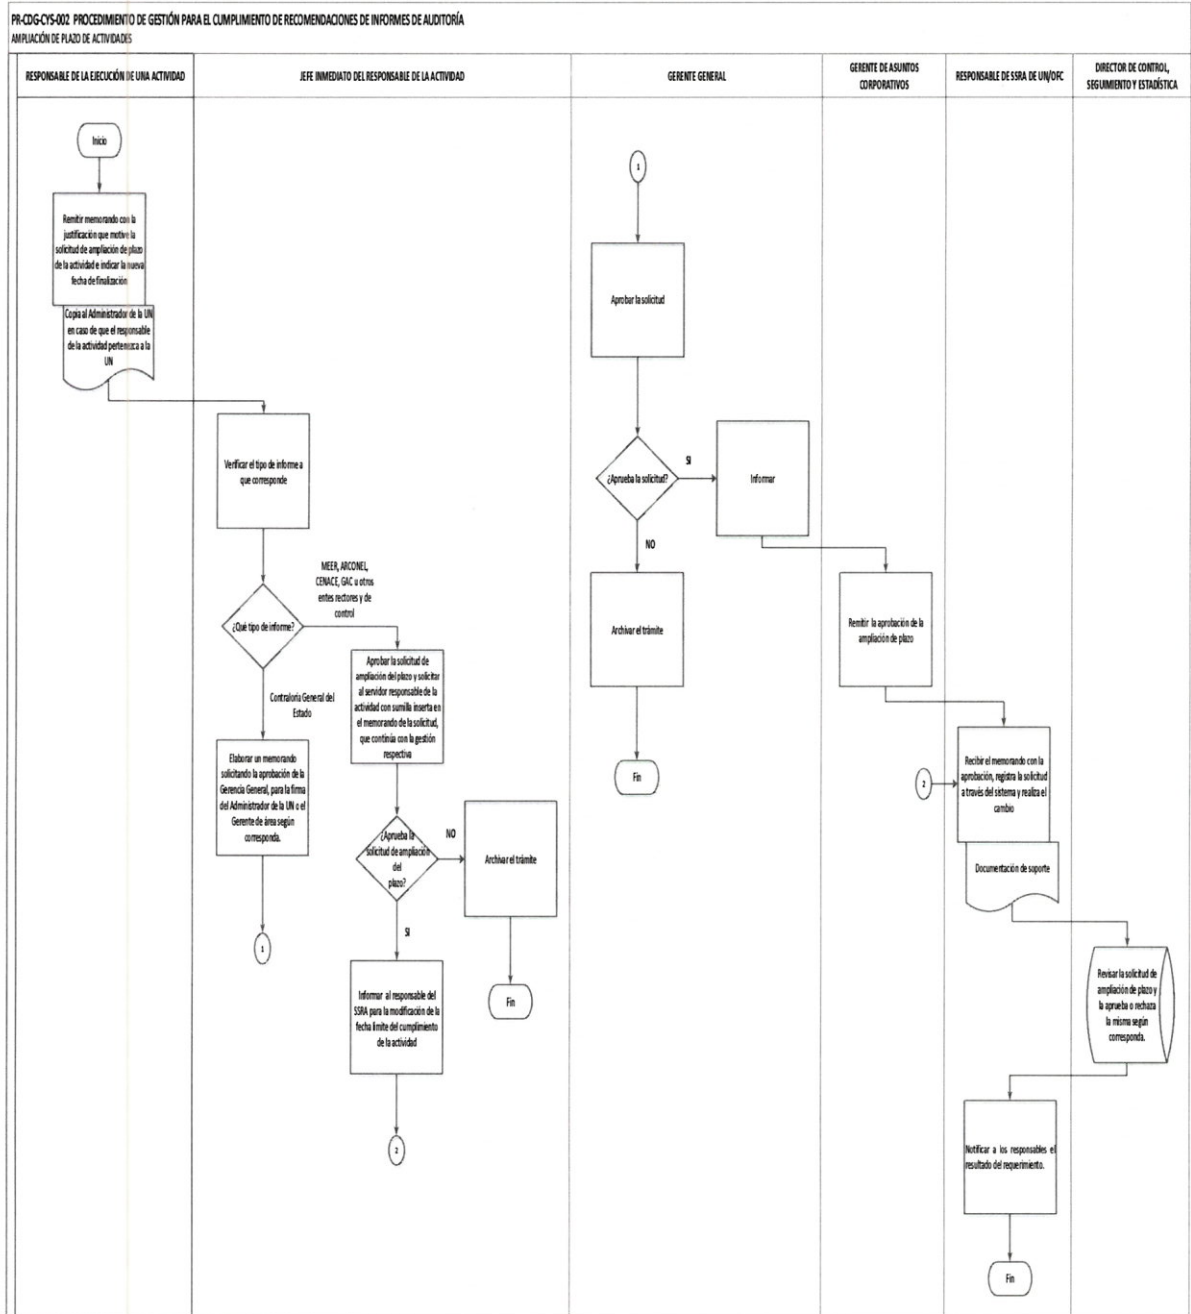 PR-CDG-CYS-002 PROCEDIMIENTO DE GESTIÓN PARA EL CUMPLIMIENTO DE RECOMENDACIONES DE INFORMES DE AUDITORÍA
AMPLIACIÓN DE PLAZO DE ACTIVIDADES
RESPONSABLE DE LA EJECUCIÓN DE UNA ACTIVIDAD
JEFE INMEDIATO DEL RESPONSABLE DE LA ACTIVIDAD
GERENTE GENERAL
GERENTE DE ASUNTOS
CORPORATIVOS
RESPONSABLE DE SSRA DE UN/OFC
DIRECTOR DE CONTROL,
SEGUIMIENTO Y ESTADÍSTICA
Inicio
Remitir memorando con la
justificación que motive la
solicitud de ampliación de plazo
de la actividad e indicar la nueva
fecha de finalización
Copia al Administrador de la UN
en caso de que el responsable
de la actividad pertenezca a la
UN
Verificar el tipo de informe a
que corresponde
¿Qué tipo de informe?
MEER, ARCONEL,
CENACE, GAC u otros
entes rectores y de
control
Contraloría General del
Estado
Elaborar un memorando
solicitando la aprobación de la
Gerencia General, para la firma
del Administrador de la UN o el
Gerente de área según
corresponda.
1
Aprobar la solicitud de
ampliación del plazo y solicitar
al servidor responsable de la
actividad con sumilla inserta en
el memorando de la solicitud,
que continúa con la gestión
respectiva
¿Aprueba la
solicitud de ampliación
del
plazo?
NO
Archivar el trámite
Fin
SI
Informar al responsable del
SSRA para la modificación de la
fecha límite del cumplimiento
de la actividad
2
1
Aprobar la solicitud
¿Aprueba la solicitud?
SI
Informar
NO
Archivar el trámite
Fin
Remitir la aprobación de la
ampliación de plazo
2
Recibir el memorando con la
aprobación, registra la solicitud
a través del sistema y realiza el
cambio
Documentación de soporte
Revisar la solicitud de
ampliación de plazo y
la aprueba o rechaza
la misma según
corresponda.
Notificar a los responsables el
resultado del requerimiento.
Fin